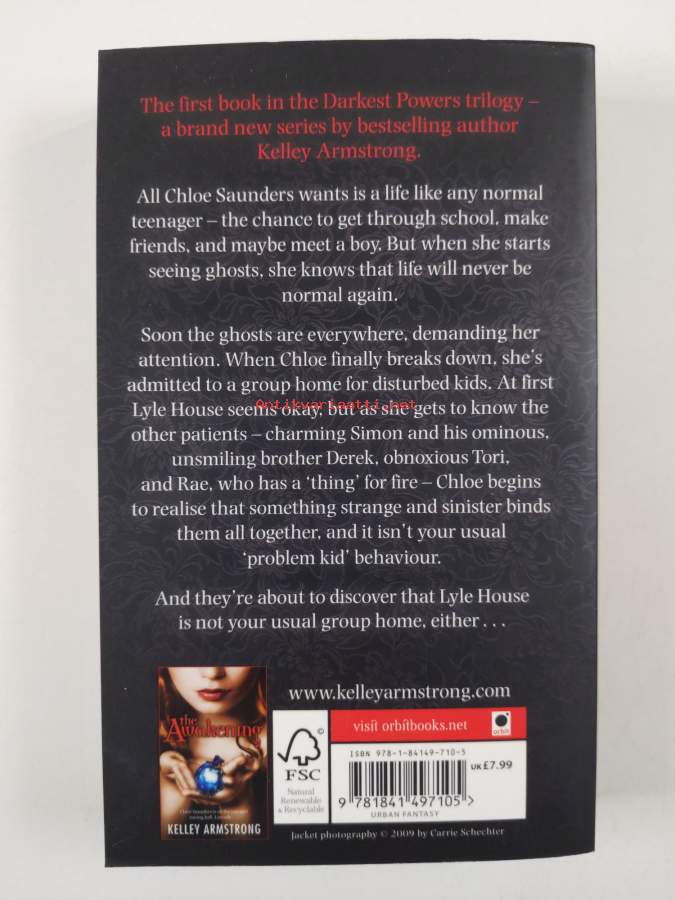 The first book in the Darkest Powers trilogy –
a brand new series by bestselling author
Kelley Armstrong.
All Chloe Saunders wants is a life like any normal
teenager – the chance to get through school, make
friends, and maybe meet a boy. But when she starts
seeing ghosts, she knows that life will never be
normal again.
Soon the ghosts are everywhere, demanding her
attention. When Chloe finally breaks down, she's
admitted to a group home for disturbed kids. At first
Lyle House seems okay, but as she gets to know the
Antikvariaatti.net
other patients – charming Simon and his ominous,
unsmiling brother Derek, obnoxious Tori,
and Rae, who has a 'thing' for fire – Chloe begins
to realise that something strange and sinister binds
them all together, and it isn't your usual
'problem kid' behaviour.
And they're about to discover that Lyle House
is not your usual group home, either . . .
www.kelleyarmstrong.com
the
Awakening
KELLEY ARMSTRONG
FSC
Natural
Renewable
& Recyclable
visit orbitbooks.net
orbit
ISBN 978-1-84149-710-5
UK £7.99
9 781841 497105 >
URBAN FANTASY
Jacket photography © 2009 by Carrie Schechter